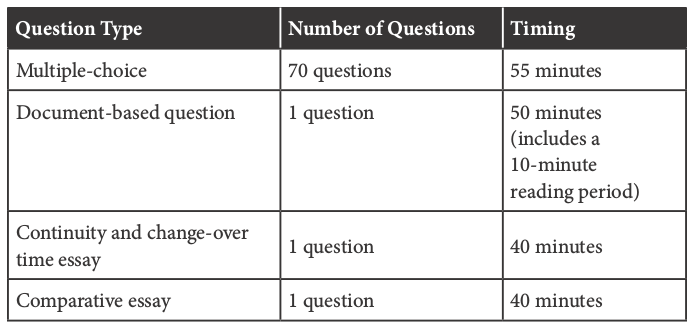 Question Type Number of Questions Timing
Multiple-choice 70 questions 55 minutes
Document-based question 1 question 50 minutes
(includes a
10-minute
reading period)
Continuity and change-over
time essay 1 question 40 minutes
Comparative essay 1 question 40 minutes